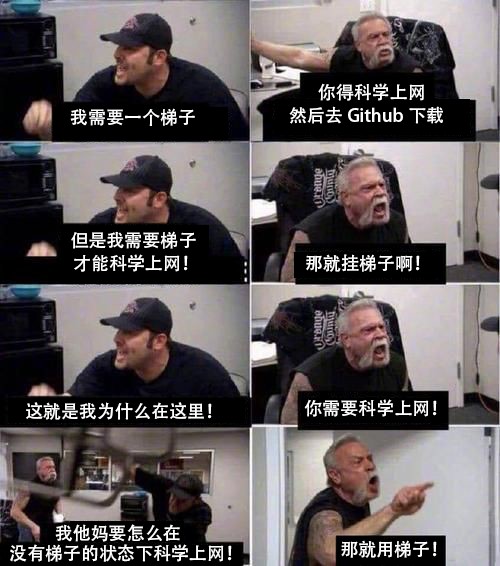 我需要一个梯子
你得科学上网
然后去 Github 下载
但是我需要梯子
才能科学上网！
那就挂梯子啊！
这就是我为什么在这里！
你需要科学上网！
我他妈要怎么在
没有梯子的状态下科学上网！
那就用梯子！